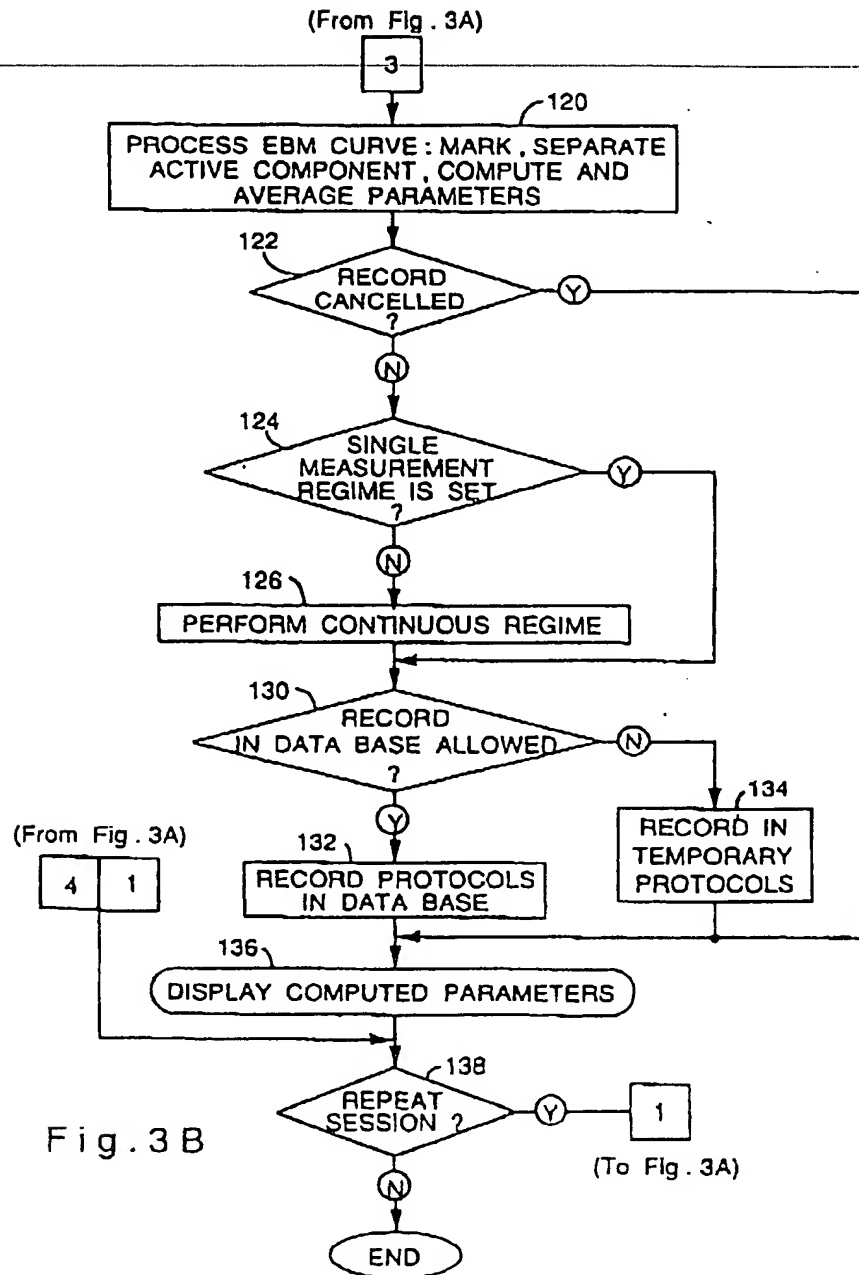 (From Fig. 3A)
3
120
PROCESS EBM CURVE: MARK, SEPARATE
ACTIVE COMPONENT, COMPUTE AND
AVERAGE PARAMETERS
122
RECORD
CANCELLED
?
Y
N
124
SINGLE
MEASUREMENT
REGIME IS SET
?
Y
N
126
PERFORM CONTINUOUS REGIME
130
RECORD
IN DATA BASE ALLOWED
?
N
Y
134
RECORD IN
TEMPORARY
PROTOCOLS
(From Fig. 3A)
4 1
132
RECORD PROTOCOLS
IN DATA BASE
136
DISPLAY COMPUTED PARAMETERS
138
REPEAT
SESSION ?
Y
1
(To Fig. 3A)
Fig.3B
N
END